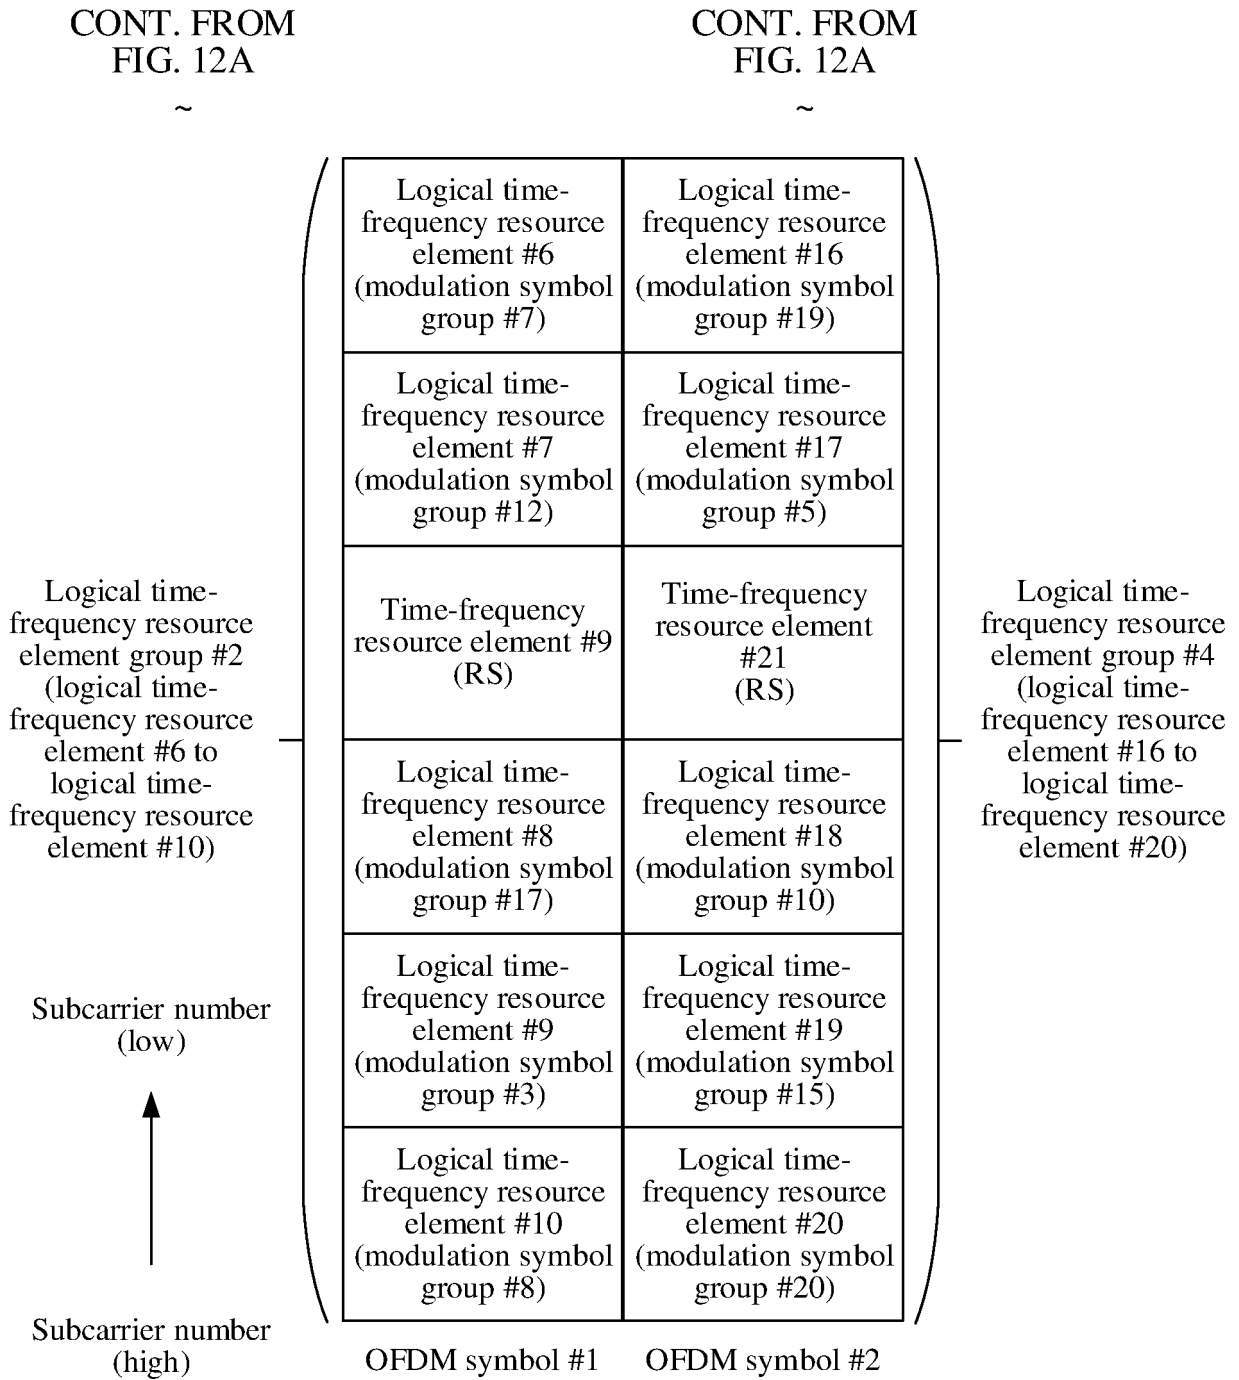 CONT. FROM
FIG. 12A
~
CONT. FROM
FIG. 12A
~
Logical time-
frequency resource
element #6
(modulation symbol
group #7)
Logical time-
frequency resource
element #16
(modulation symbol
group #19)
Logical time-
frequency resource
element #7
(modulation symbol
group #12)
Logical time-
frequency resource
element #17
(modulation symbol
group #5)
Logical time-
frequency resource
element group #2
(logical time-
frequency resource
element #6 to
logical time-
frequency resource
element #10)
Time-frequency
resource element #9
(RS)
Time-frequency
resource element
#21
(RS)
Logical time-
frequency resource
element group #4
(logical time-
frequency resource
element #16 to
logical time-
frequency resource
element #20)
Logical time-
frequency resource
element #8
(modulation symbol
group #17)
Logical time-
frequency resource
element #18
(modulation symbol
group #10)
Subcarrier number
(low)
Logical time-
frequency resource
element #9
(modulation symbol
group #3)
Logical time-
frequency resource
element #19
(modulation symbol
group #15)
Logical time-
frequency resource
element #10
(modulation symbol
group #8)
Logical time-
frequency resource
element #20
(modulation symbol
group #20)
Subcarrier number
(high)
OFDM symbol #1
OFDM symbol #2